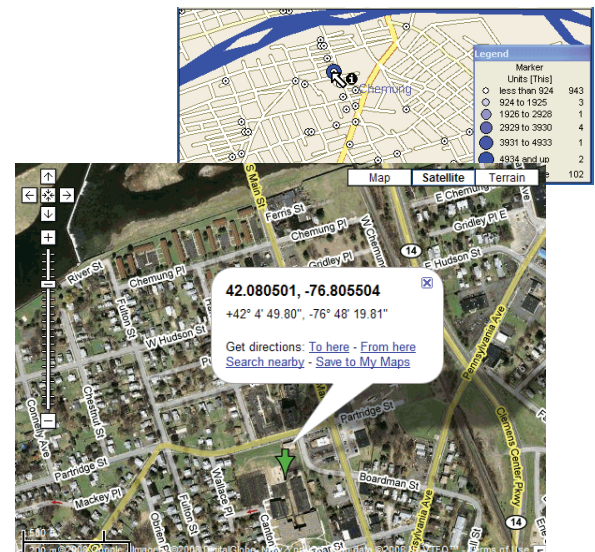 Chemung
Legend
Marker
Units [This]
less than 924 943
924 to 1925 3
1926 to 2928 1
2929 to 3930 4
3931 to 4933 1
4934 and up 2
102
Map Satellite Terrain
S Main St
Ferris St
Chemung Pl
Gridley Pl
W Chemung
E Chemung
Gridley Pl E
E Hudson St
14
River St
Chemung Pl
Fulton St
W Hudson St
42.080501, -76.805504
+42° 4' 49.80", -76° 48' 19.81"
Get directions: To here - From here
Search nearby - Save to My Maps
Pennsylvania Ave
Clemens Center Pkwy
Connelly Ave
Chestnut St
Partridge St
Partridge St
Mackey Pl
Fulton St
Wallace Pl
Boardman St
O'Brien Pl
Canton
14